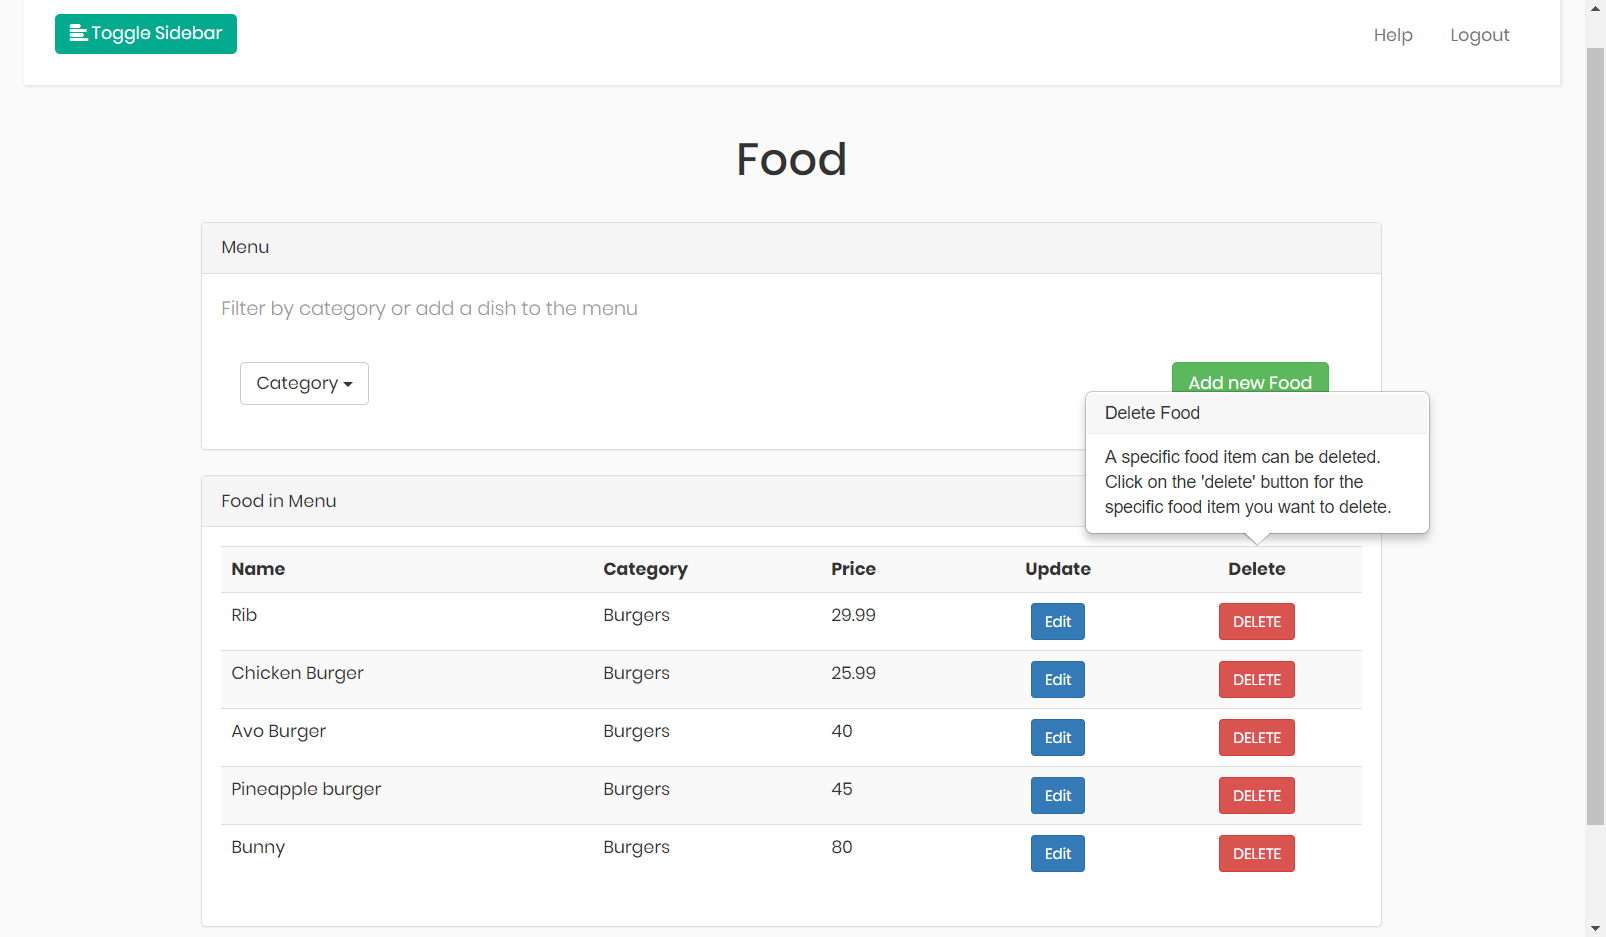 Toggle Sidebar
Help Logout
Food
Menu
Filter by category or add a dish to the menu
Category
Add new Food
Delete Food
A specific food item can be deleted.
Click on the 'delete' button for the
specific food item you want to delete.
Food in Menu
Name Category Price Update Delete
Rib Burgers 29.99 Edit DELETE
Chicken Burger Burgers 25.99 Edit DELETE
Avo Burger Burgers 40 Edit DELETE
Pineapple burger Burgers 45 Edit DELETE
Bunny Burgers 80 Edit DELETE